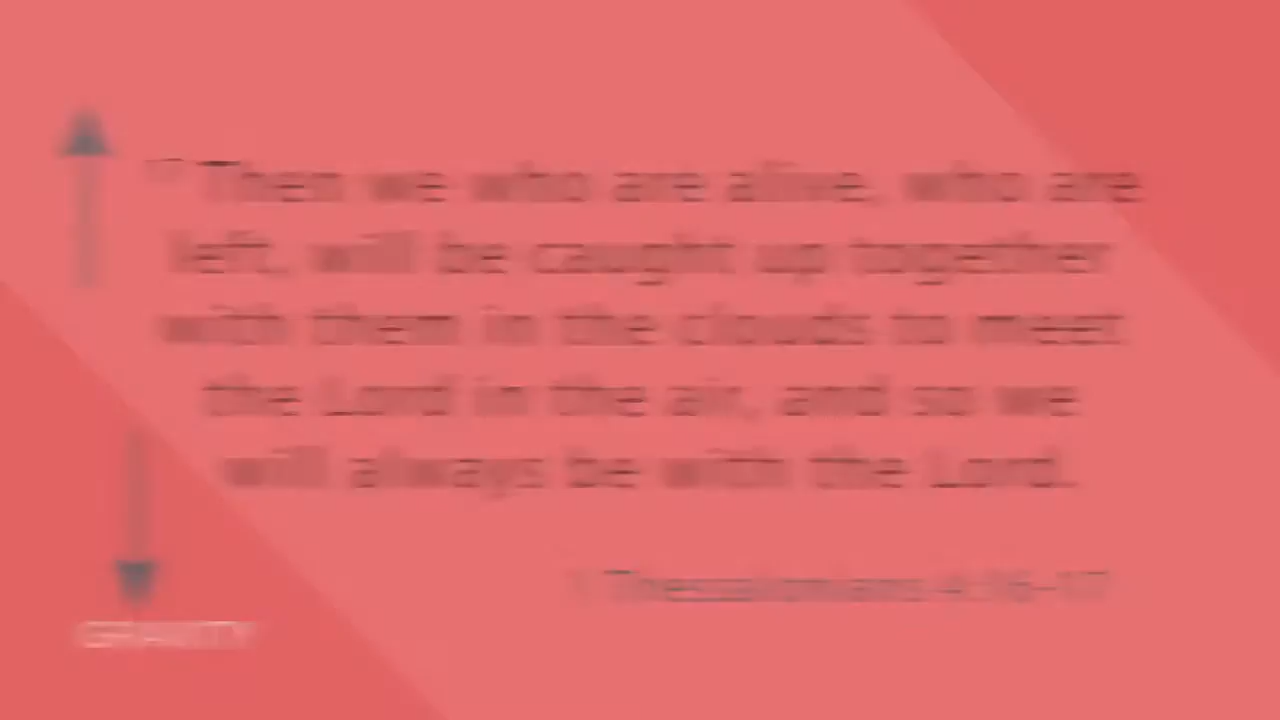 17 Then we who are alive, who are
left, will be caught up together
with them in the clouds to meet
the Lord in the air, and so we
will always be with the Lord.
1 Thessalonians 4:16–17
GRAVITY